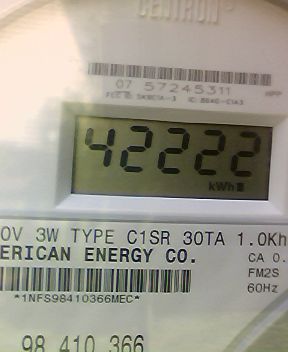 CENTRON
07 57245311
42222
kWh
0V 3W TYPE C1SR 30TA 1.0Kh
ERICAN ENERGY CO.
CA 0.
FM2S
60Hz
*1NFS98410366MEC*
98 410 366